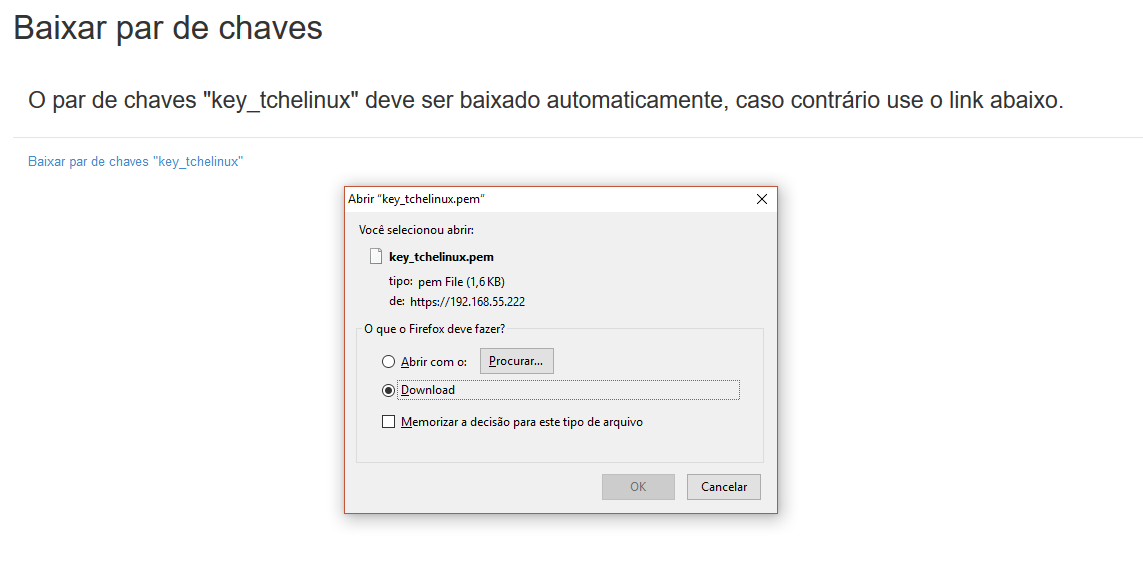 Baixar par de chaves
O par de chaves "key_tchelinux" deve ser baixado automaticamente, caso contrário use o link abaixo.
Baixar par de chaves "key_tchelinux"
Abrir "key_tchelinux.pem"
Você selecionou abrir:
key_tchelinux.pem
tipo: pem File (1,6 KB)
de: https://192.168.55.222
O que o Firefox deve fazer?
Abrir com o: Procurar...
Download
Memorizar a decisão para este tipo de arquivo
OK Cancelar